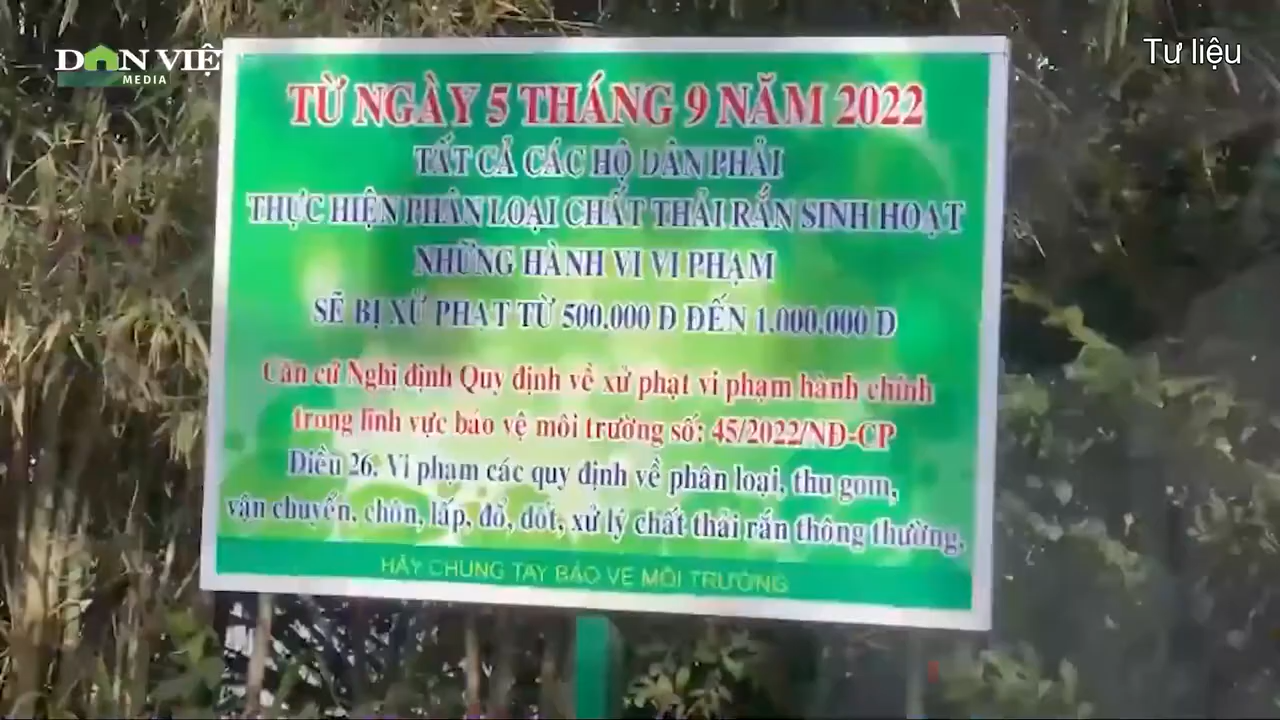 DÂN VIỆ
MEDIA
Tư liệu
TỪ NGÀY 5 THÁNG 9 NĂM 2022
TẤT CẢ CÁC HỘ DÂN PHẢI
THỰC HIỆN PHÂN LOẠI CHẤT THẢI RẮN SINH HOẠT
NHỮNG HÀNH VI VI PHẠM
SẼ BỊ XỬ PHẠT TỪ 500.000 Đ ĐẾN 1.000.000 Đ
Căn cứ Nghị định Quy định về xử phạt vi phạm hành chính
trong lĩnh vực bảo vệ môi trường số: 45/2022/NĐ-CP
Điều 26. Vi phạm các quy định về phân loại, thu gom,
vận chuyển, chôn, lấp, đổ, đốt, xử lý chất thải rắn thông thường.
HÃY CHUNG TAY BẢO VỆ MÔI TRƯỜNG